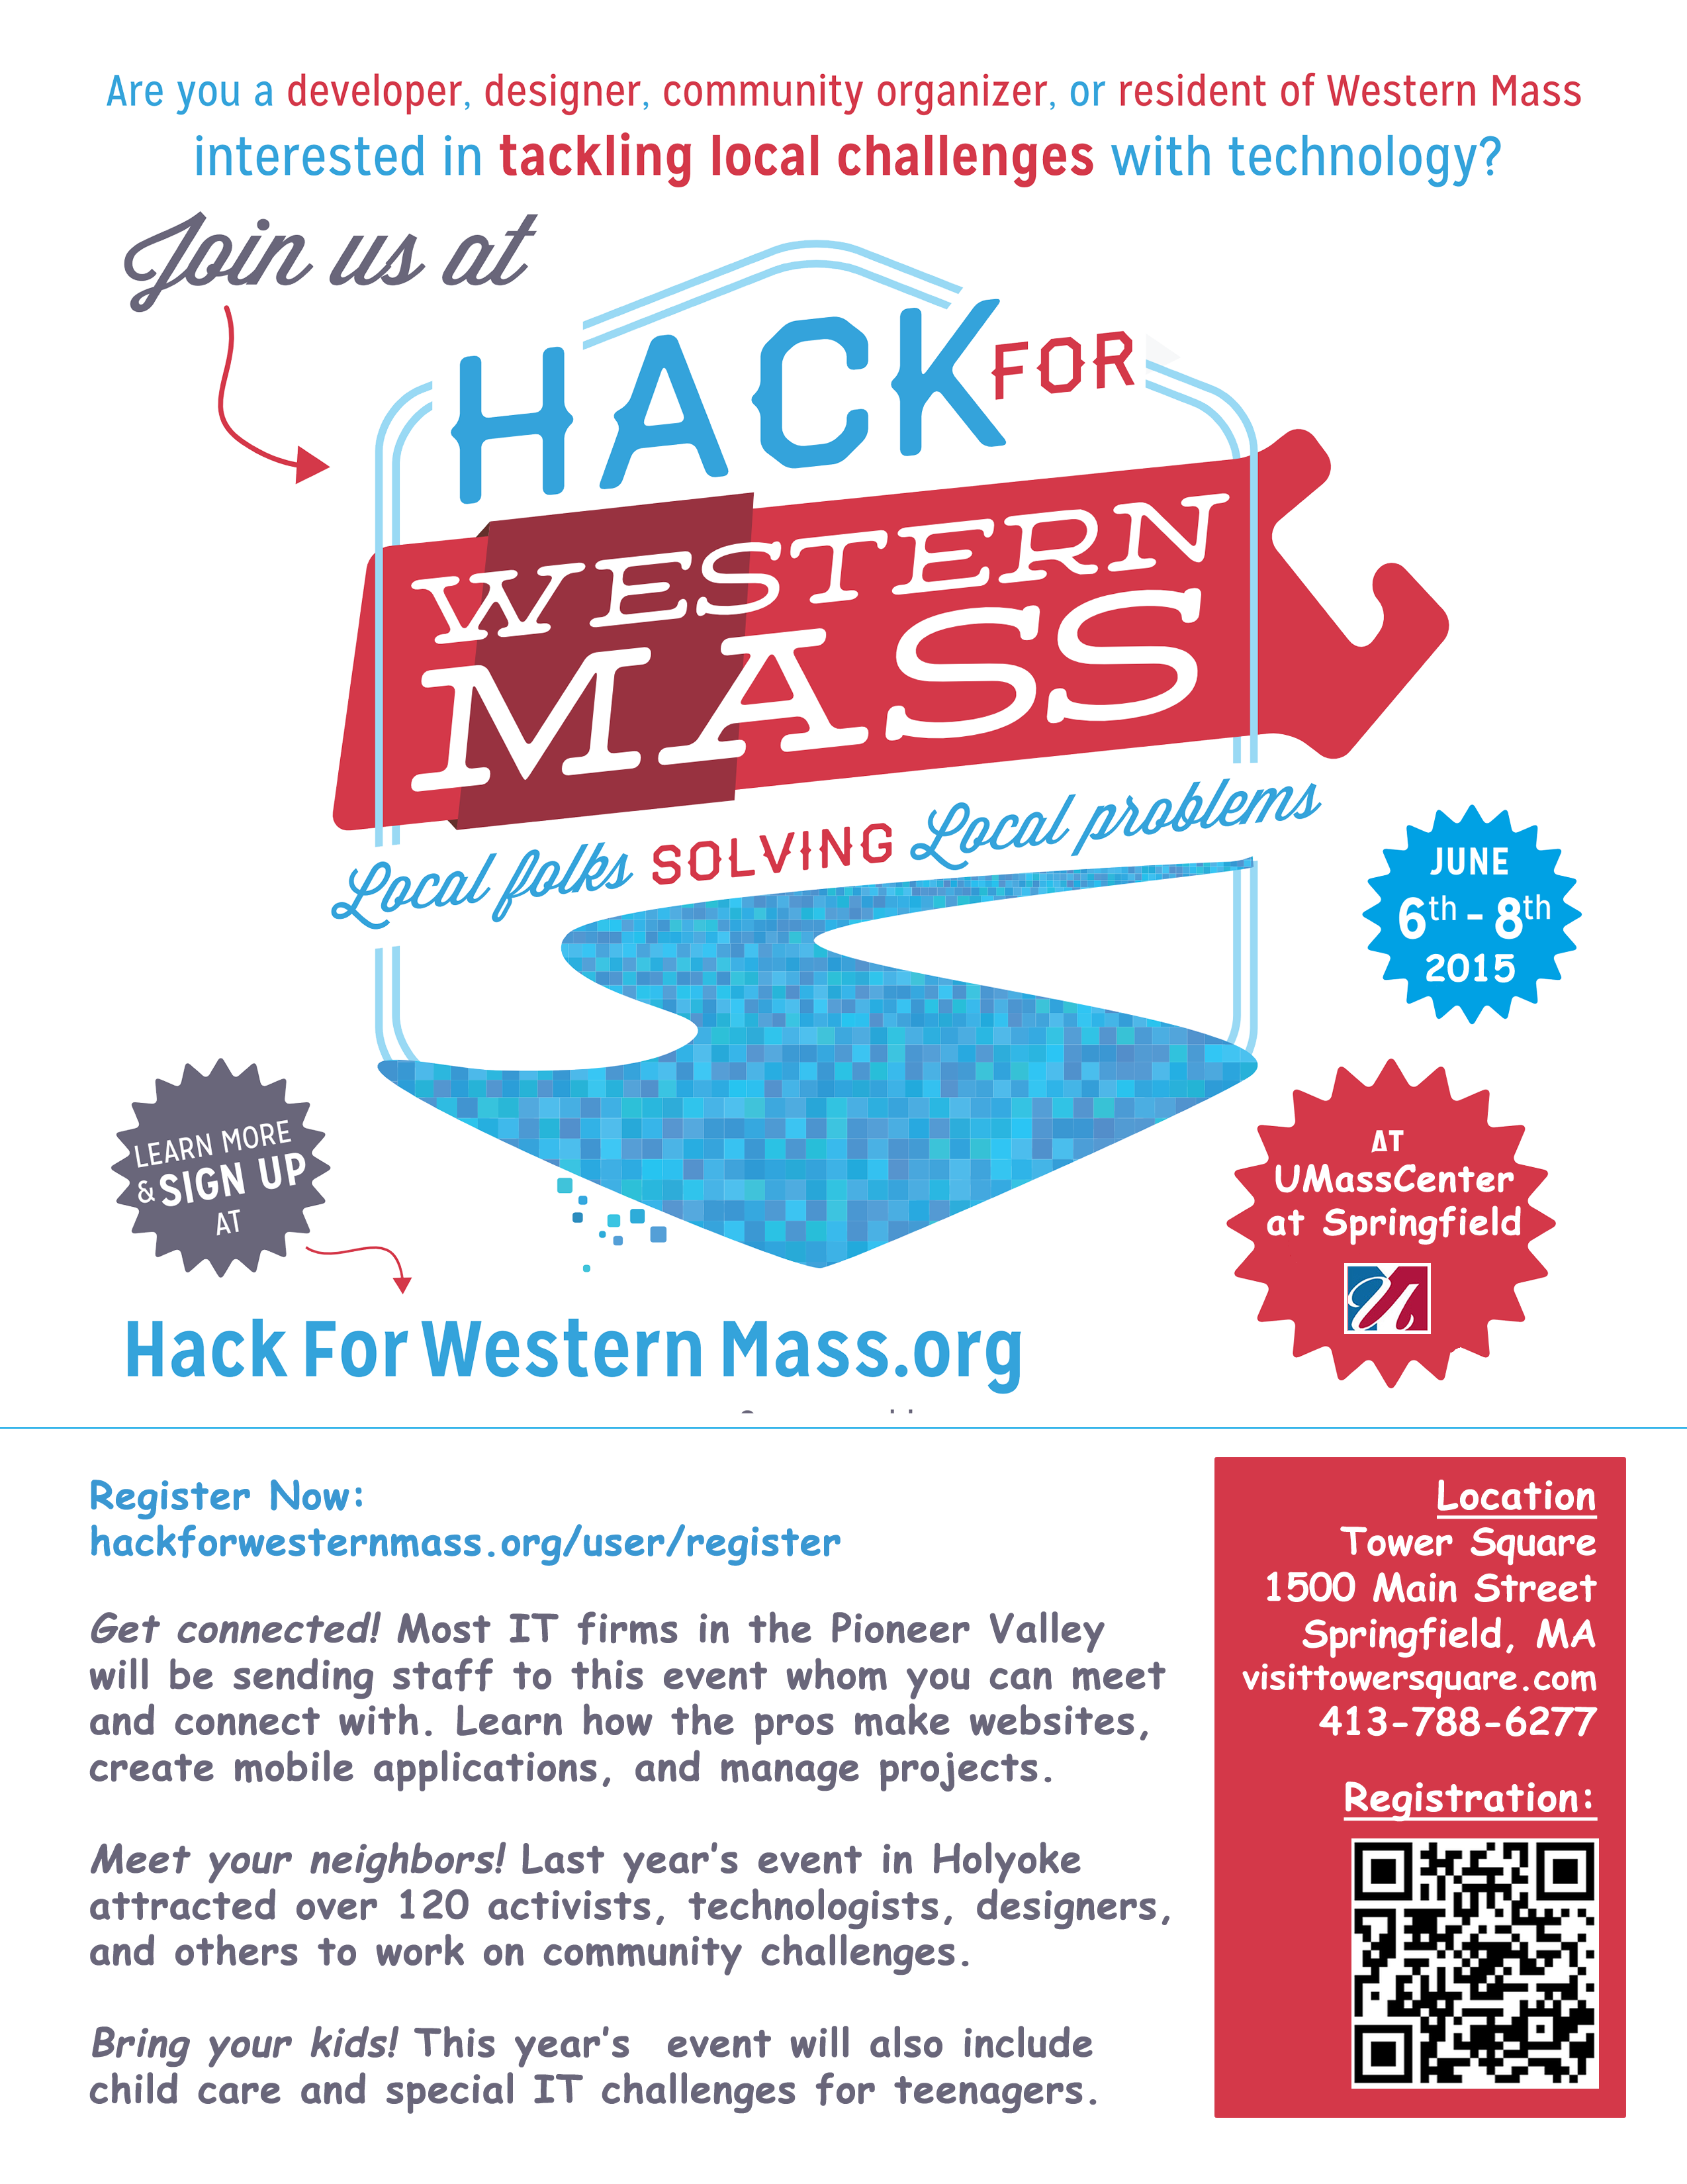 Are you a developer, designer, community organizer, or resident of Western Mass
interested in tackling local challenges with technology?
Join us at
HACK FOR
WESTERN
MASS
Local folks SOLVING Local problems
JUNE
6th - 8th
2015
LEARN MORE
& SIGN UP
AT
AT
UMassCenter
at Springfield
Hack For Western Mass.org
Register Now:
hackforwesternmass.org/user/register
Get connected! Most IT firms in the Pioneer Valley
will be sending staff to this event whom you can meet
and connect with. Learn how the pros make websites,
create mobile applications, and manage projects.
Meet your neighbors! Last year's event in Holyoke
attracted over 120 activists, technologists, designers,
and others to work on community challenges.
Bring your kids! This year's  event will also include
child care and special IT challenges for teenagers.
Location
Tower Square
1500 Main Street
Springfield, MA
visittowersquare.com
413-788-6277
Registration: